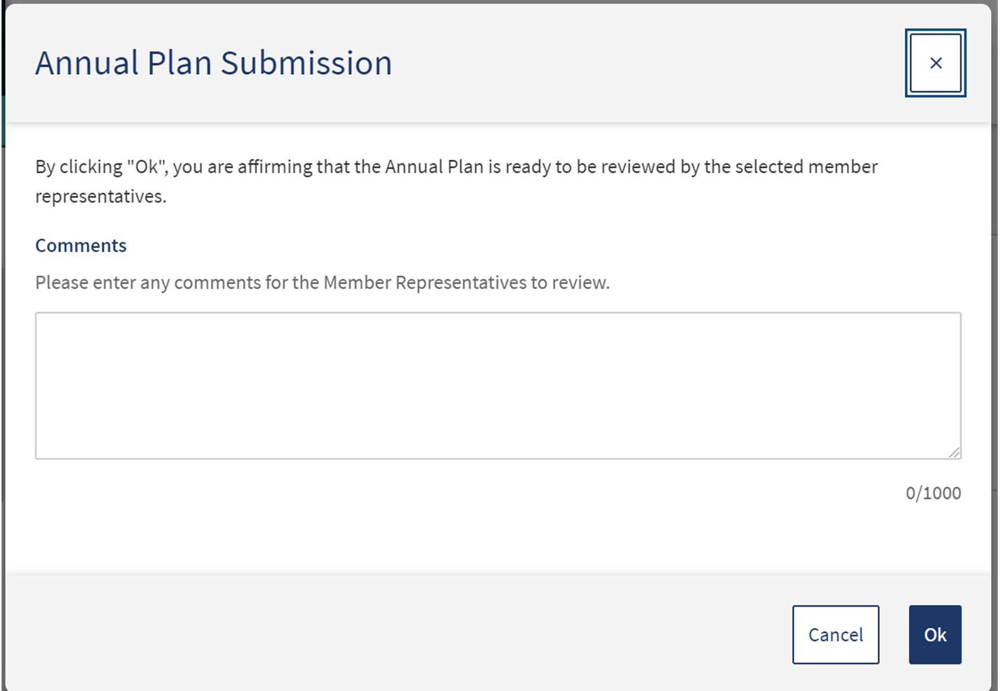 Annual Plan Submission
×
By clicking "Ok", you are affirming that the Annual Plan is ready to be reviewed by the selected member
representatives.
Comments
Please enter any comments for the Member Representatives to review.
0/1000
Cancel
Ok